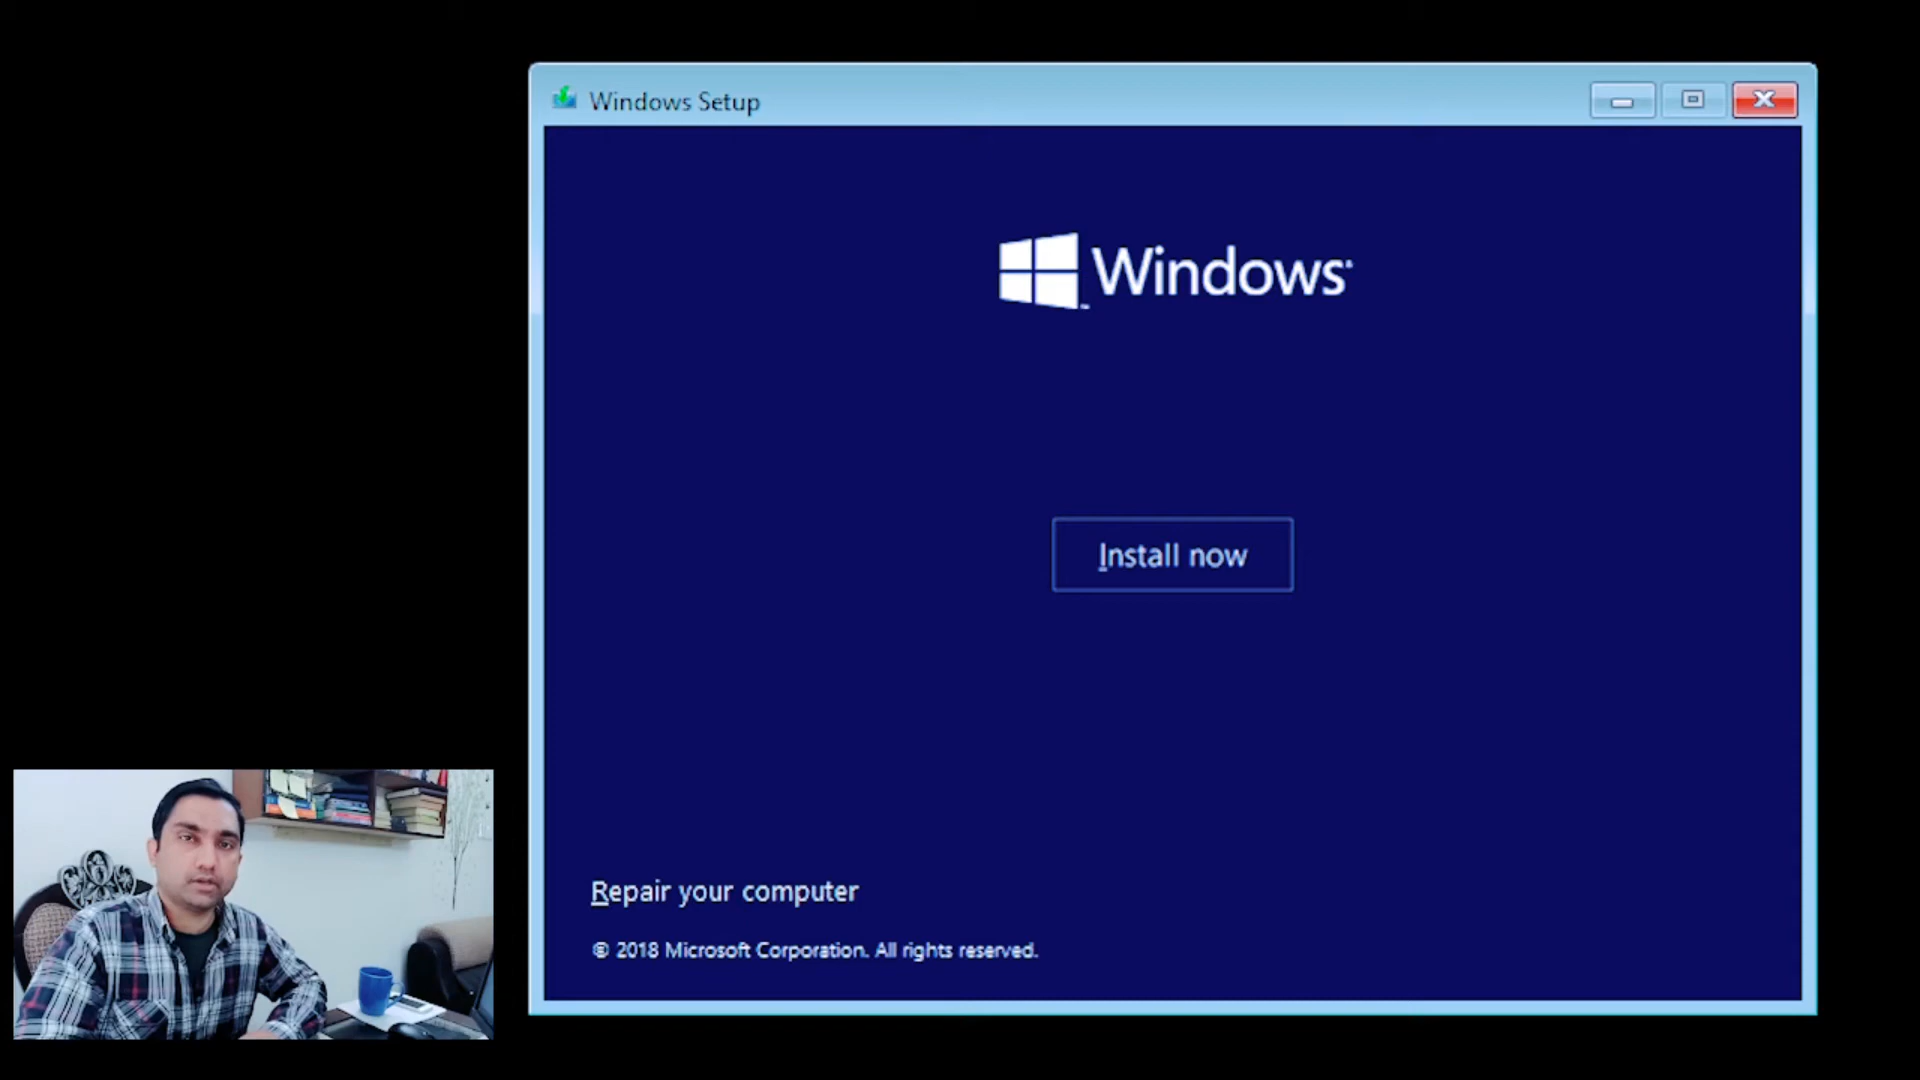 Windows Setup
Windows
Install now
Repair your computer
© 2018 Microsoft Corporation. All rights reserved.